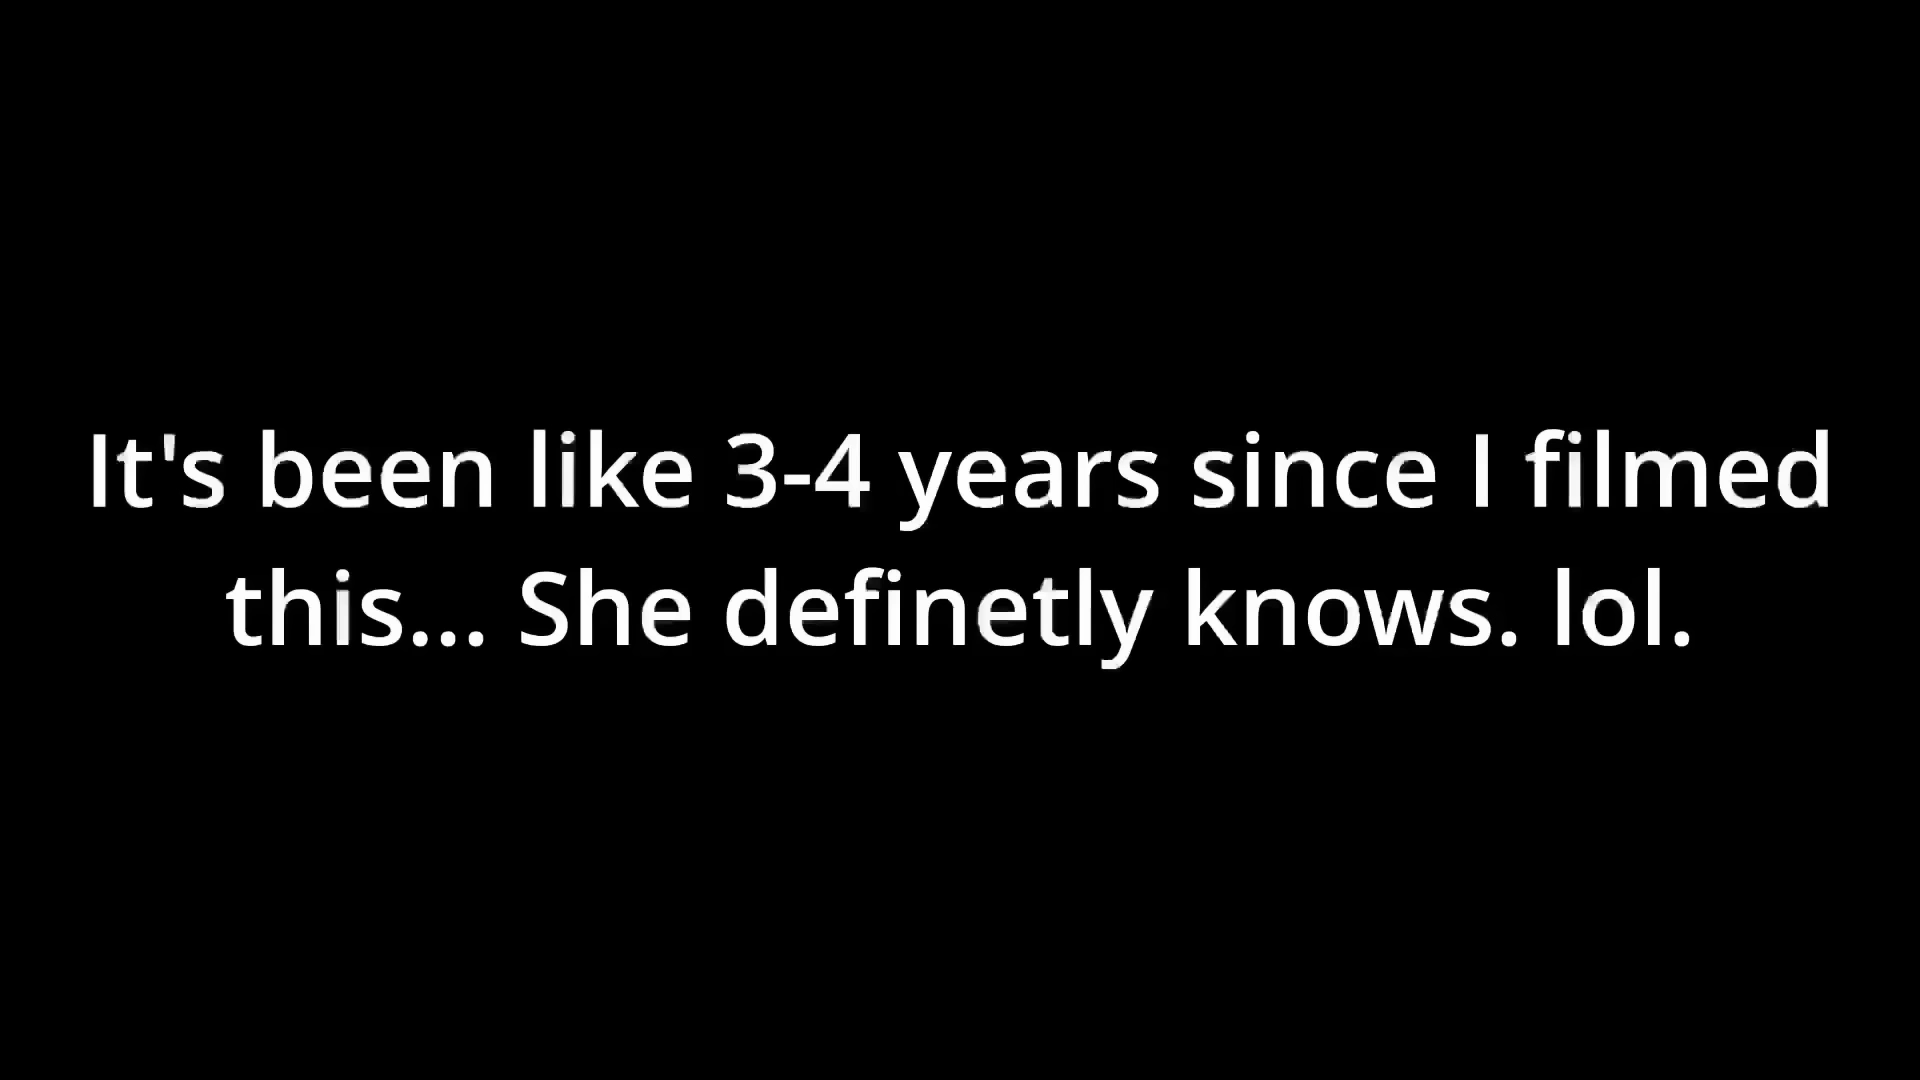 It's been like 3-4 years since I filmed
this... She definetly knows. lol.